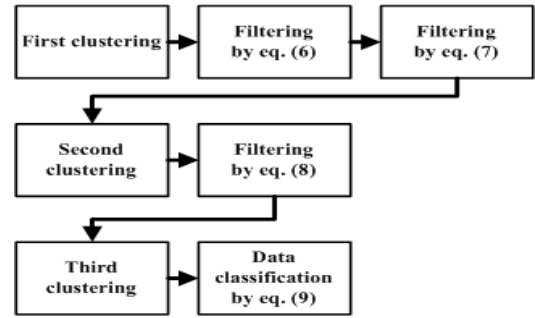 First clustering
Filtering
by eq. (6)
Filtering
by eq. (7)
Second
clustering
Filtering
by eq. (8)
Third
clustering
Data
classification
by eq. (9)